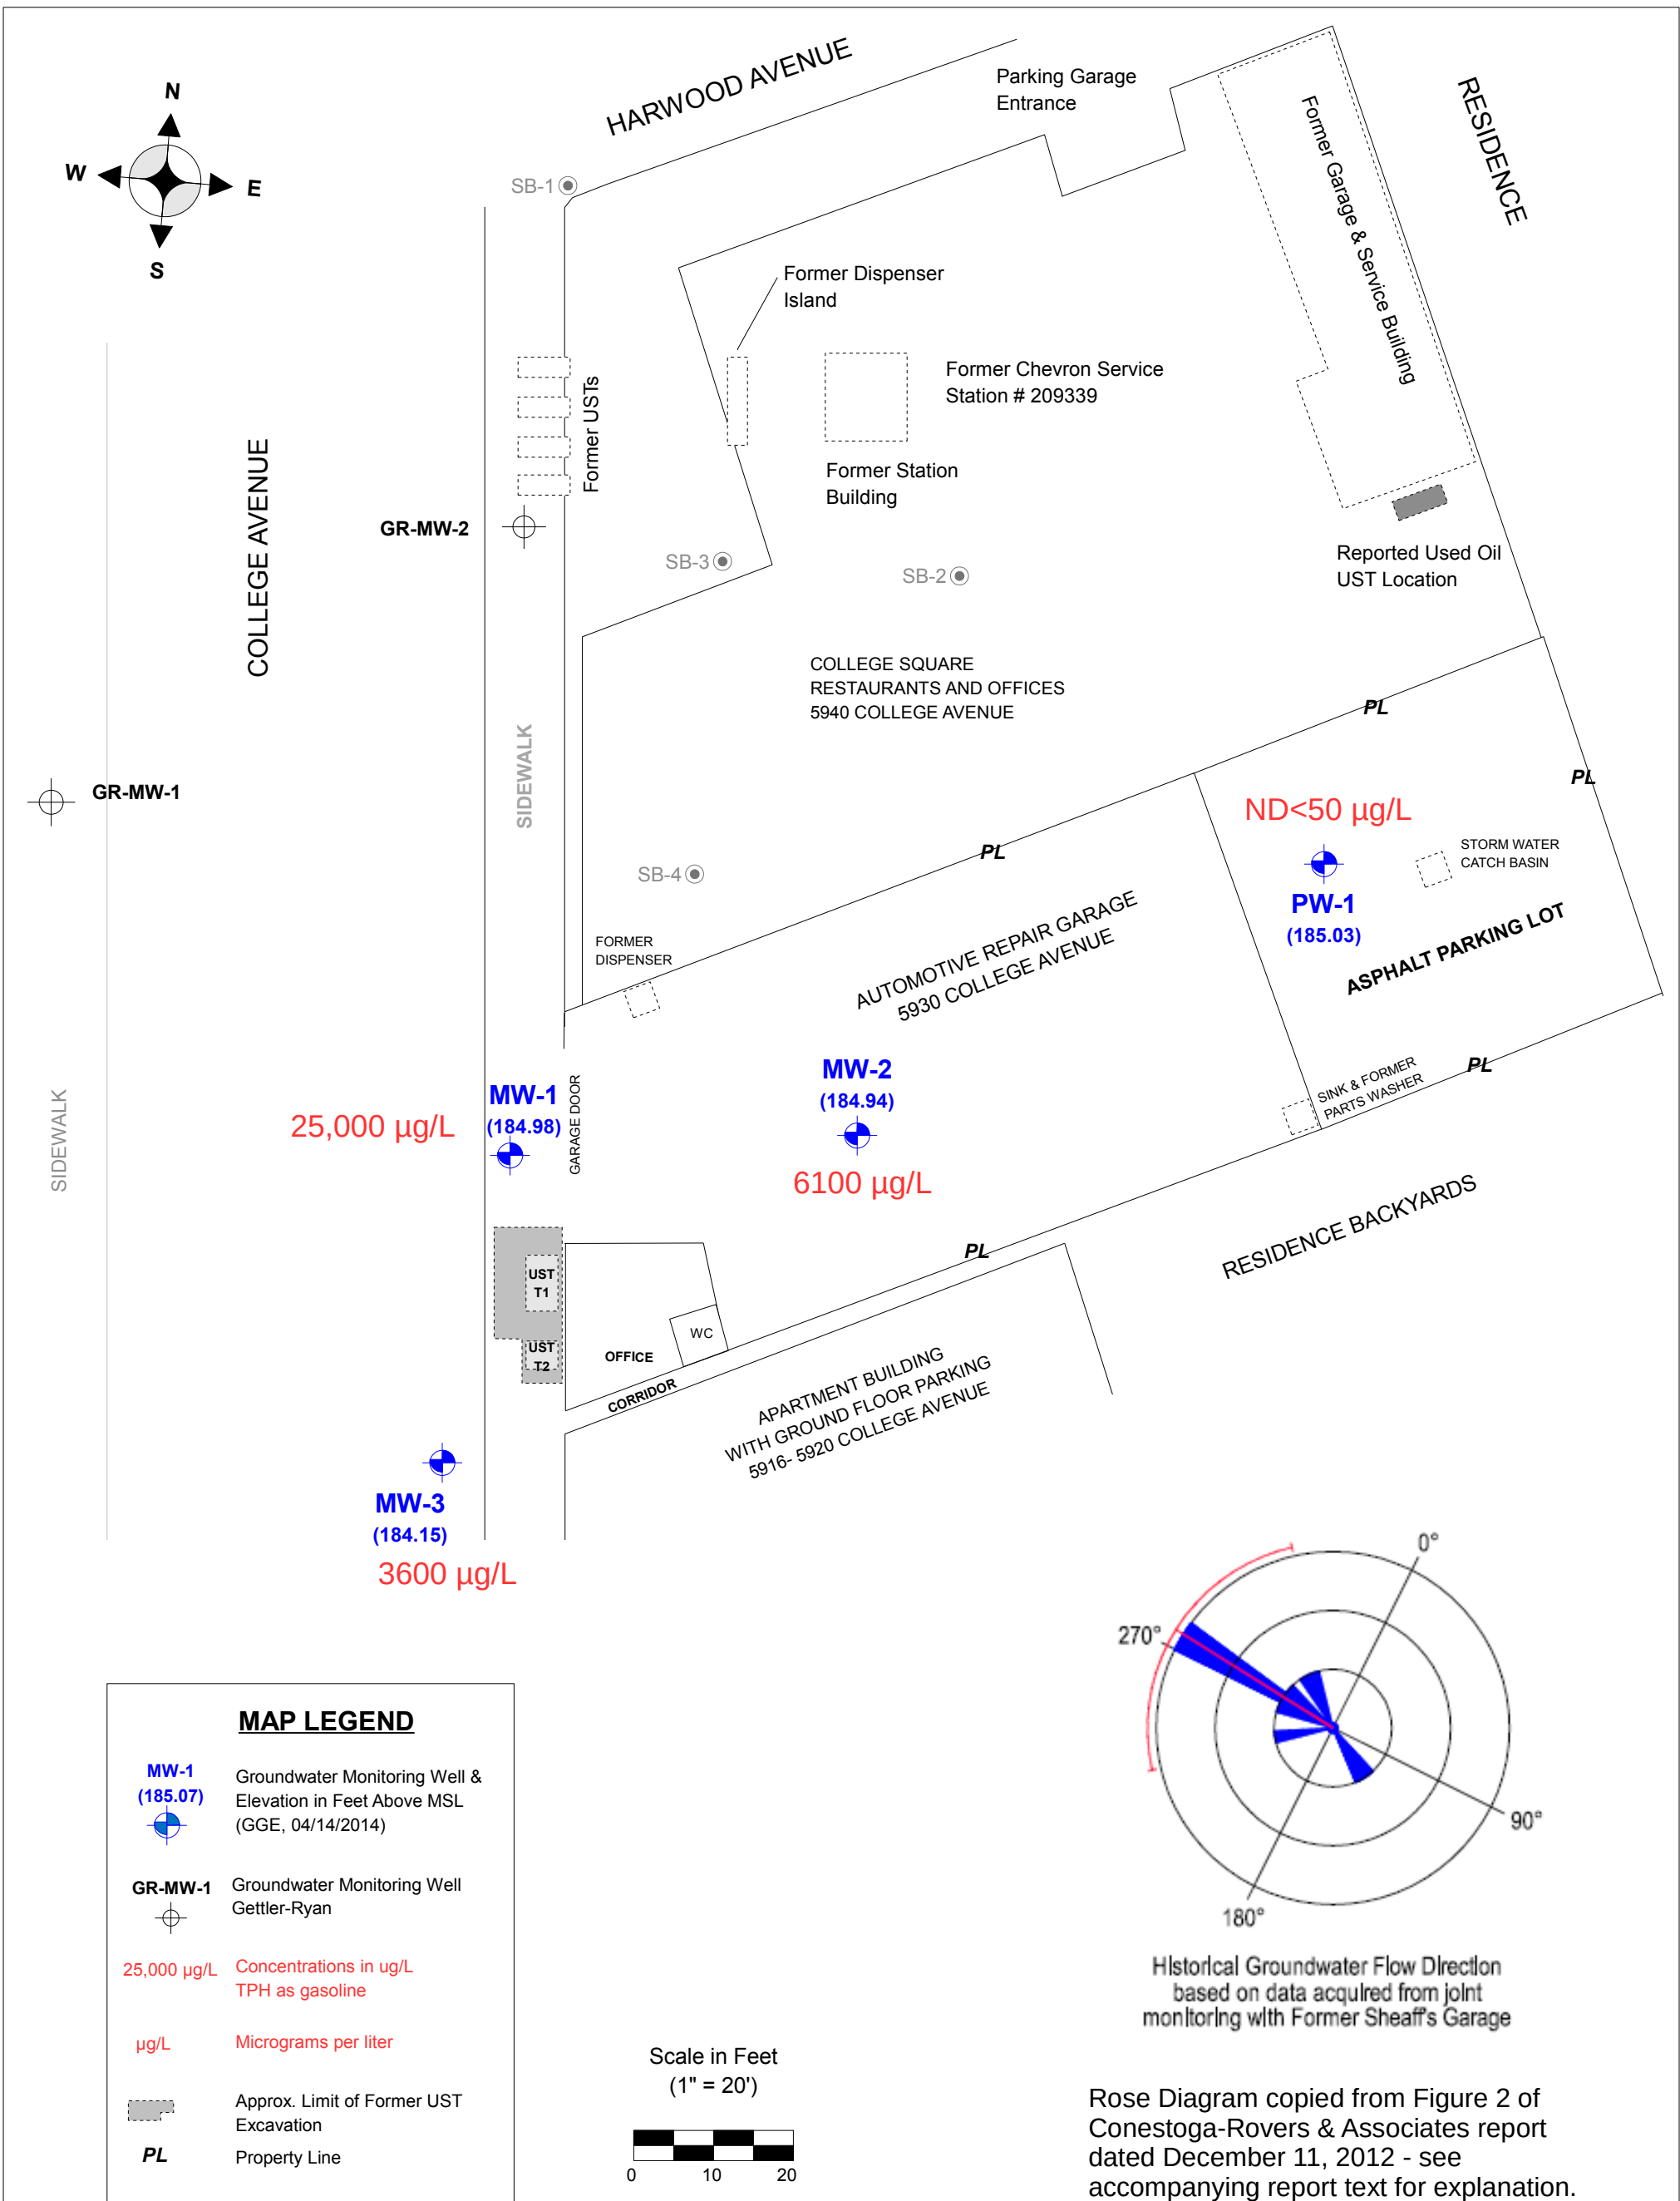 N
W
E
S
HARWOOD AVENUE
Parking Garage
Entrance
RESIDENCE
SB-1
Former Garage & Service Building
Former Dispenser
Island
Former USTs
Former Chevron Service
Station # 209339
Former Station
Building
COLLEGE AVENUE
GR-MW-2
SB-3
SB-2
Reported Used Oil
UST Location
COLLEGE SQUARE
RESTAURANTS AND OFFICES
5940 COLLEGE AVENUE
PL
PL
SIDEWALK
GR-MW-1
ND<50 µg/L
PL
STORM WATER
CATCH BASIN
SB-4
PW-1
(185.03)
ASPHALT PARKING LOT
FORMER
DISPENSER
AUTOMOTIVE REPAIR GARAGE
5930 COLLEGE AVENUE
MW-2
(184.94)
6100 µg/L
MW-1
(184.98)
25,000 µg/L
GARAGE DOOR
SINK & FORMER
PARTS WASHER
PL
SIDEWALK
RESIDENCE BACKYARDS
PL
UST
T1
UST
T2
OFFICE
WC
CORRIDOR
APARTMENT BUILDING
WITH GROUND FLOOR PARKING
5916- 5920 COLLEGE AVENUE
MW-3
(184.15)
3600 µg/L
0°
270°
90°
180°
Historical Groundwater Flow Direction
based on data acquired from joint
monitoring with Former Sheaff's Garage
MAP LEGEND
MW-1
(185.07)
Groundwater Monitoring Well &
Elevation in Feet Above MSL
(GGE, 04/14/2014)
GR-MW-1
Groundwater Monitoring Well
Gettler-Ryan
25,000 µg/L
Concentrations in ug/L
TPH as gasoline
µg/L
Micrograms per liter
Approx. Limit of Former UST
Excavation
PL
Property Line
Scale in Feet
(1" = 20')
0 10 20
Rose Diagram copied from Figure 2 of
Conestoga-Rovers & Associates report
dated December 11, 2012 - see
accompanying report text for explanation.